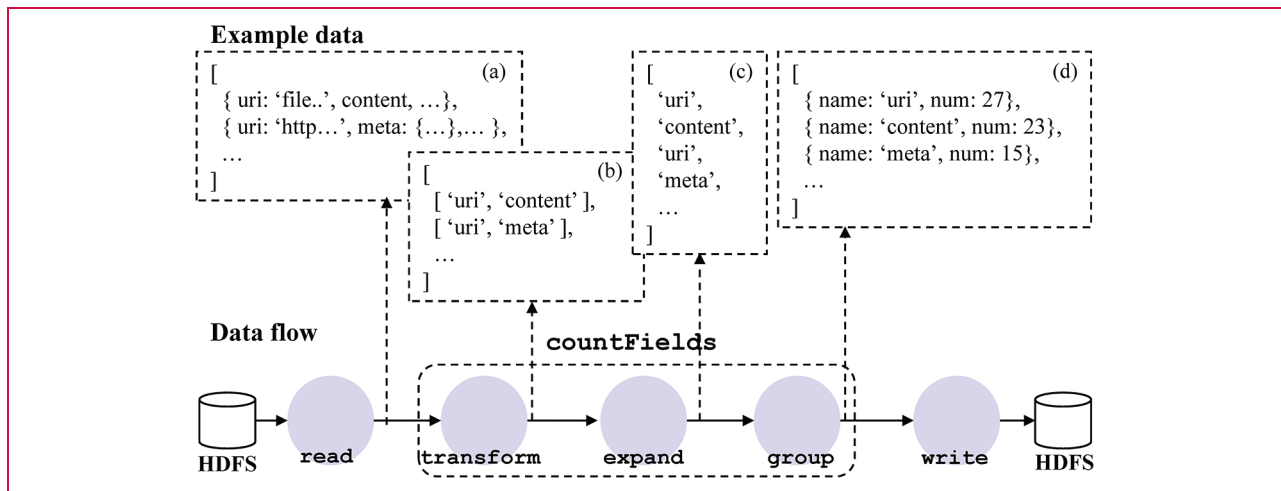 Example data
(a)
[
{ uri: ‘file..’, content, …},
{ uri: ‘http…’, meta: {…},… },
…
]
(b)
[
[ ‘uri’, ‘content’ ],
[ ‘uri’, ‘meta’ ],
…
]
(c)
[
‘uri’,
‘content’,
‘uri’,
‘meta’,
…
]
(d)
[
{ name: ‘uri’, num: 27},
{ name: ‘content’, num: 23},
{ name: ‘meta’, num: 15},
…
]
Data flow
countFields
HDFS
read
transform
expand
group
write
HDFS